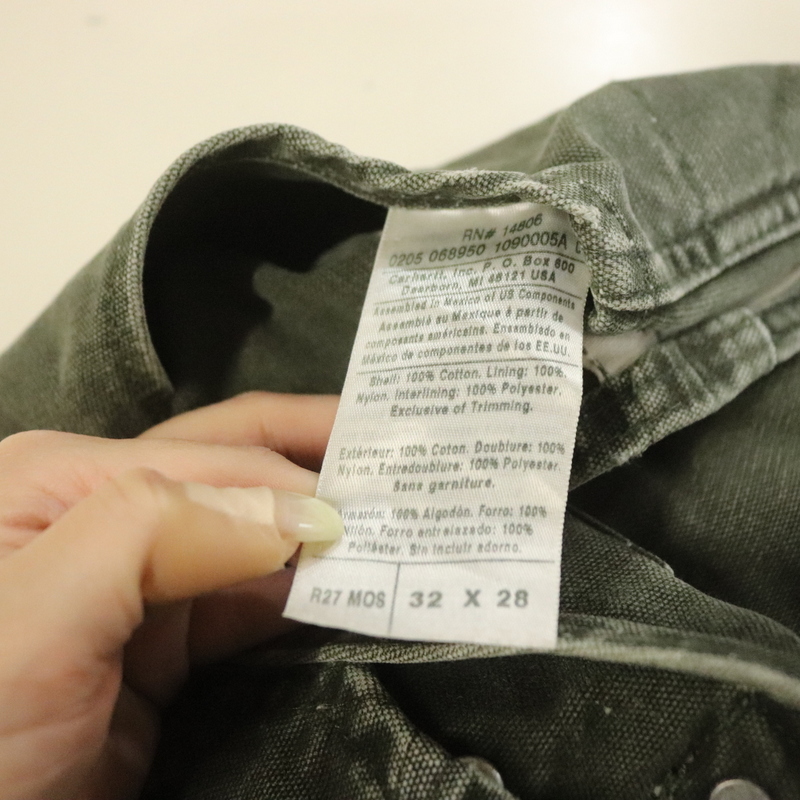 RN# 14806
0205 068950 1090005A
Carhartt, Inc. P. O. Box 600
Dearborn, MI 48121 USA
Assembled in Mexico of US Components
Assemblé au Mexique à partir de
composants américains. Ensamblado en
México de componentes de los EE.UU.
Shell: 100% Cotton. Lining: 100%
Nylon. Interlining: 100% Polyester.
Exclusive of Trimming.
Extérieur: 100% Coton. Doublure: 100%
Nylon. Entredoublure: 100% Polyester.
Sans garniture.
100% Algodón. Forro: 100%
Forro entrelazado: 100%
Poliéster. Sin incluir adorno.
R27 MOS 32 X 28